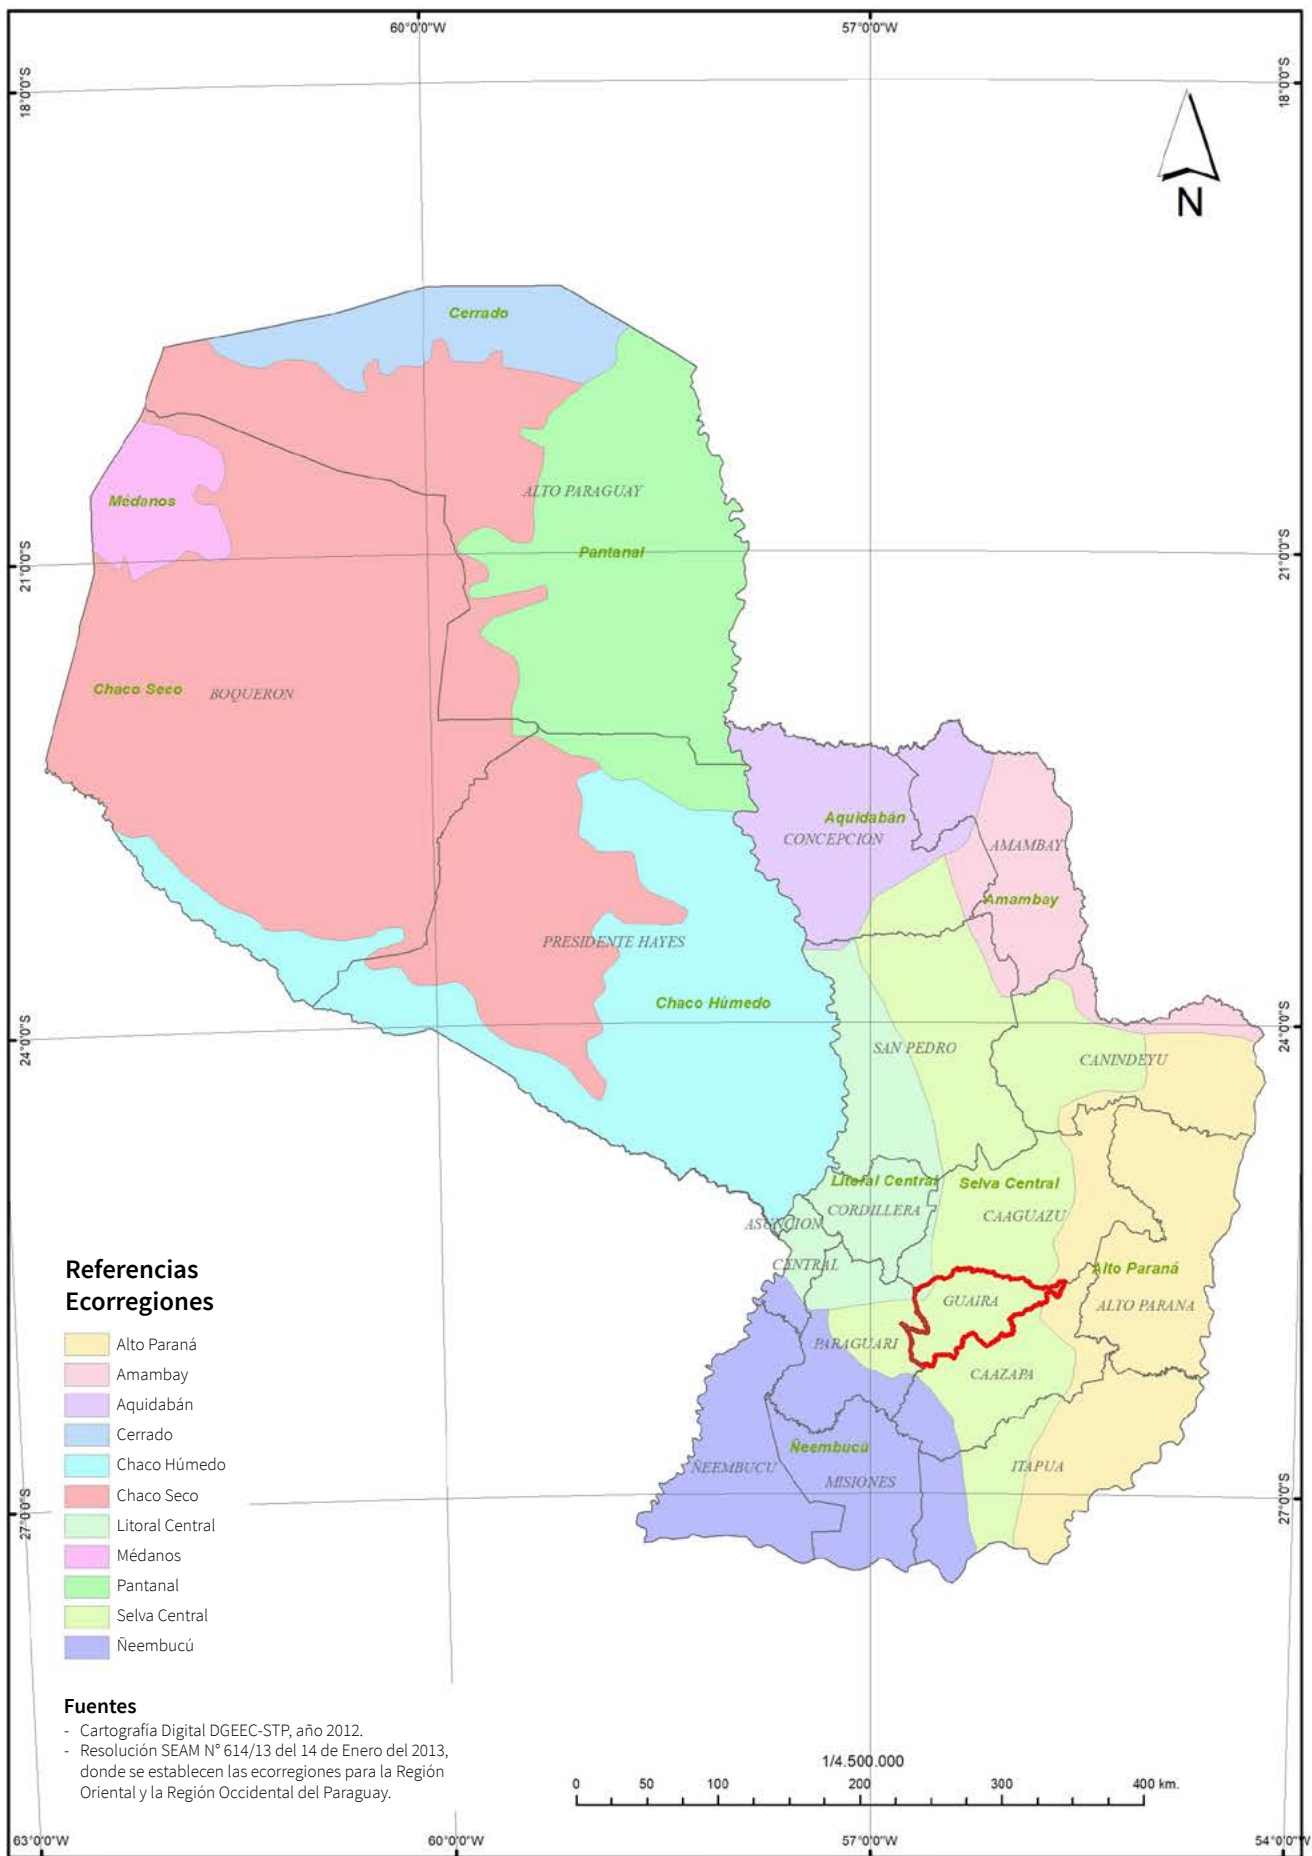 60°0'0"W
57°0'0"W
18°0'0"S
18°0'0"S
N
Cerrado
Médanos
ALTO PARAGUAY
Pantanal
21°0'0"S
21°0'0"S
Chaco Seco
BOQUERON
Aquidabán
CONCEPCION
AMAMBAY
Amambay
PRESIDENTE HAYES
Chaco Húmedo
24°0'0"S
24°0'0"S
SAN PEDRO
CANINDEYU
Litoral Central
Selva Central
CORDILLERA
CAAGUAZU
ASUNCION
CENTRAL
Alto Paraná
GUAIRA
ALTO PARANA
PARAGUARI
CAAZAPA
Ñeembucú
ÑEEMBUCU
MISIONES
ITAPUA
27°0'0"S
27°0'0"S
Referencias
Ecorregiones
Alto Paraná
Amambay
Aquidabán
Cerrado
Chaco Húmedo
Chaco Seco
Litoral Central
Médanos
Pantanal
Selva Central
Ñeembucú
Fuentes
- Cartografía Digital DGEEC-STP, año 2012.
- Resolución SEAM N° 614/13 del 14 de Enero del 2013,
donde se establecen las ecorregiones para la Región
Oriental y la Región Occidental del Paraguay.
1/4.500.000
0 50 100 200 300 400 km.
63°0'0"W
60°0'0"W
57°0'0"W
54°0'0"W